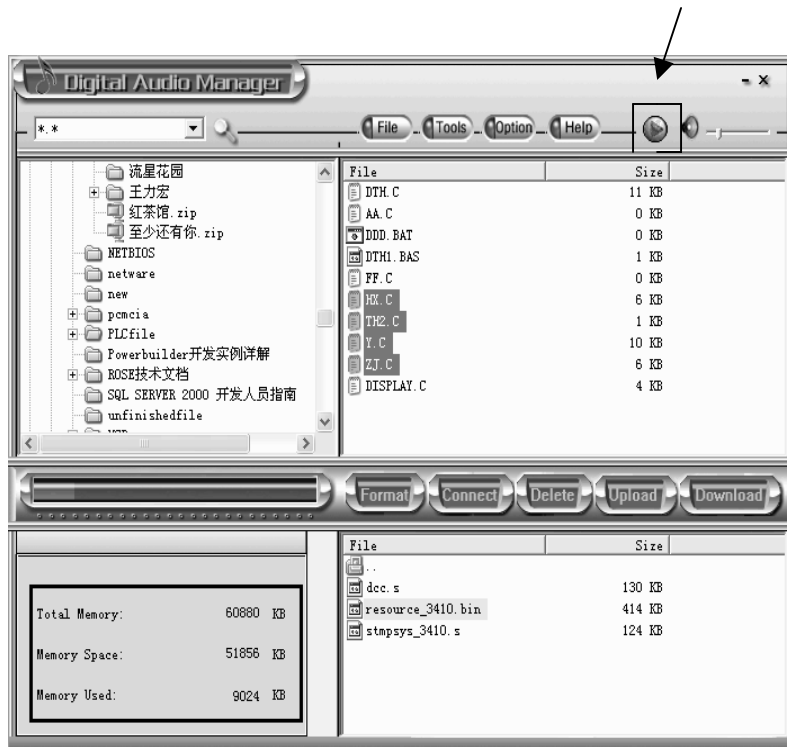 Digital Audio Manager
*.*
File
Tools
Option
Help
流星花园
王力宏
红茶馆.zip
至少还有你.zip
NETBIOS
netware
new
pcmcia
PLCfile
Powerbuilder开发实例详解
ROSE技术文档
SQL SERVER 2000 开发人员指南
unfinishedfile
File Size
DTH.C 11 KB
AA.C 0 KB
DDD.BAT 0 KB
DTH1.BAS 1 KB
FF.C 0 KB
HX.C 6 KB
TH2.C 1 KB
Y.C 10 KB
ZJ.C 6 KB
DISPLAY.C 4 KB
Format
Connect
Delete
Upload
Download
Total Memory: 60880 KB
Memory Space: 51856 KB
Memory Used: 9024 KB
File Size
..
dcc.s 130 KB
resource_3410.bin 414 KB
stmpsys_3410.s 124 KB